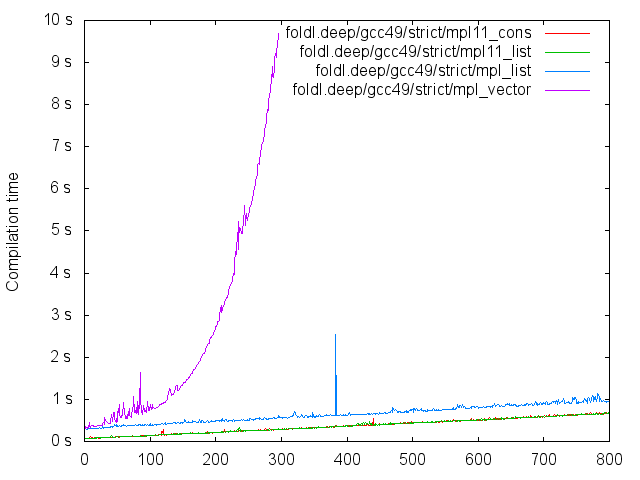 10 s
9 s
8 s
7 s
6 s
5 s
4 s
3 s
2 s
1 s
0 s
Compilation time
foldl.deep/gcc49/strict/mpl11_cons
foldl.deep/gcc49/strict/mpl11_list
foldl.deep/gcc49/strict/mpl_list
foldl.deep/gcc49/strict/mpl_vector
0 100 200 300 400 500 600 700 800